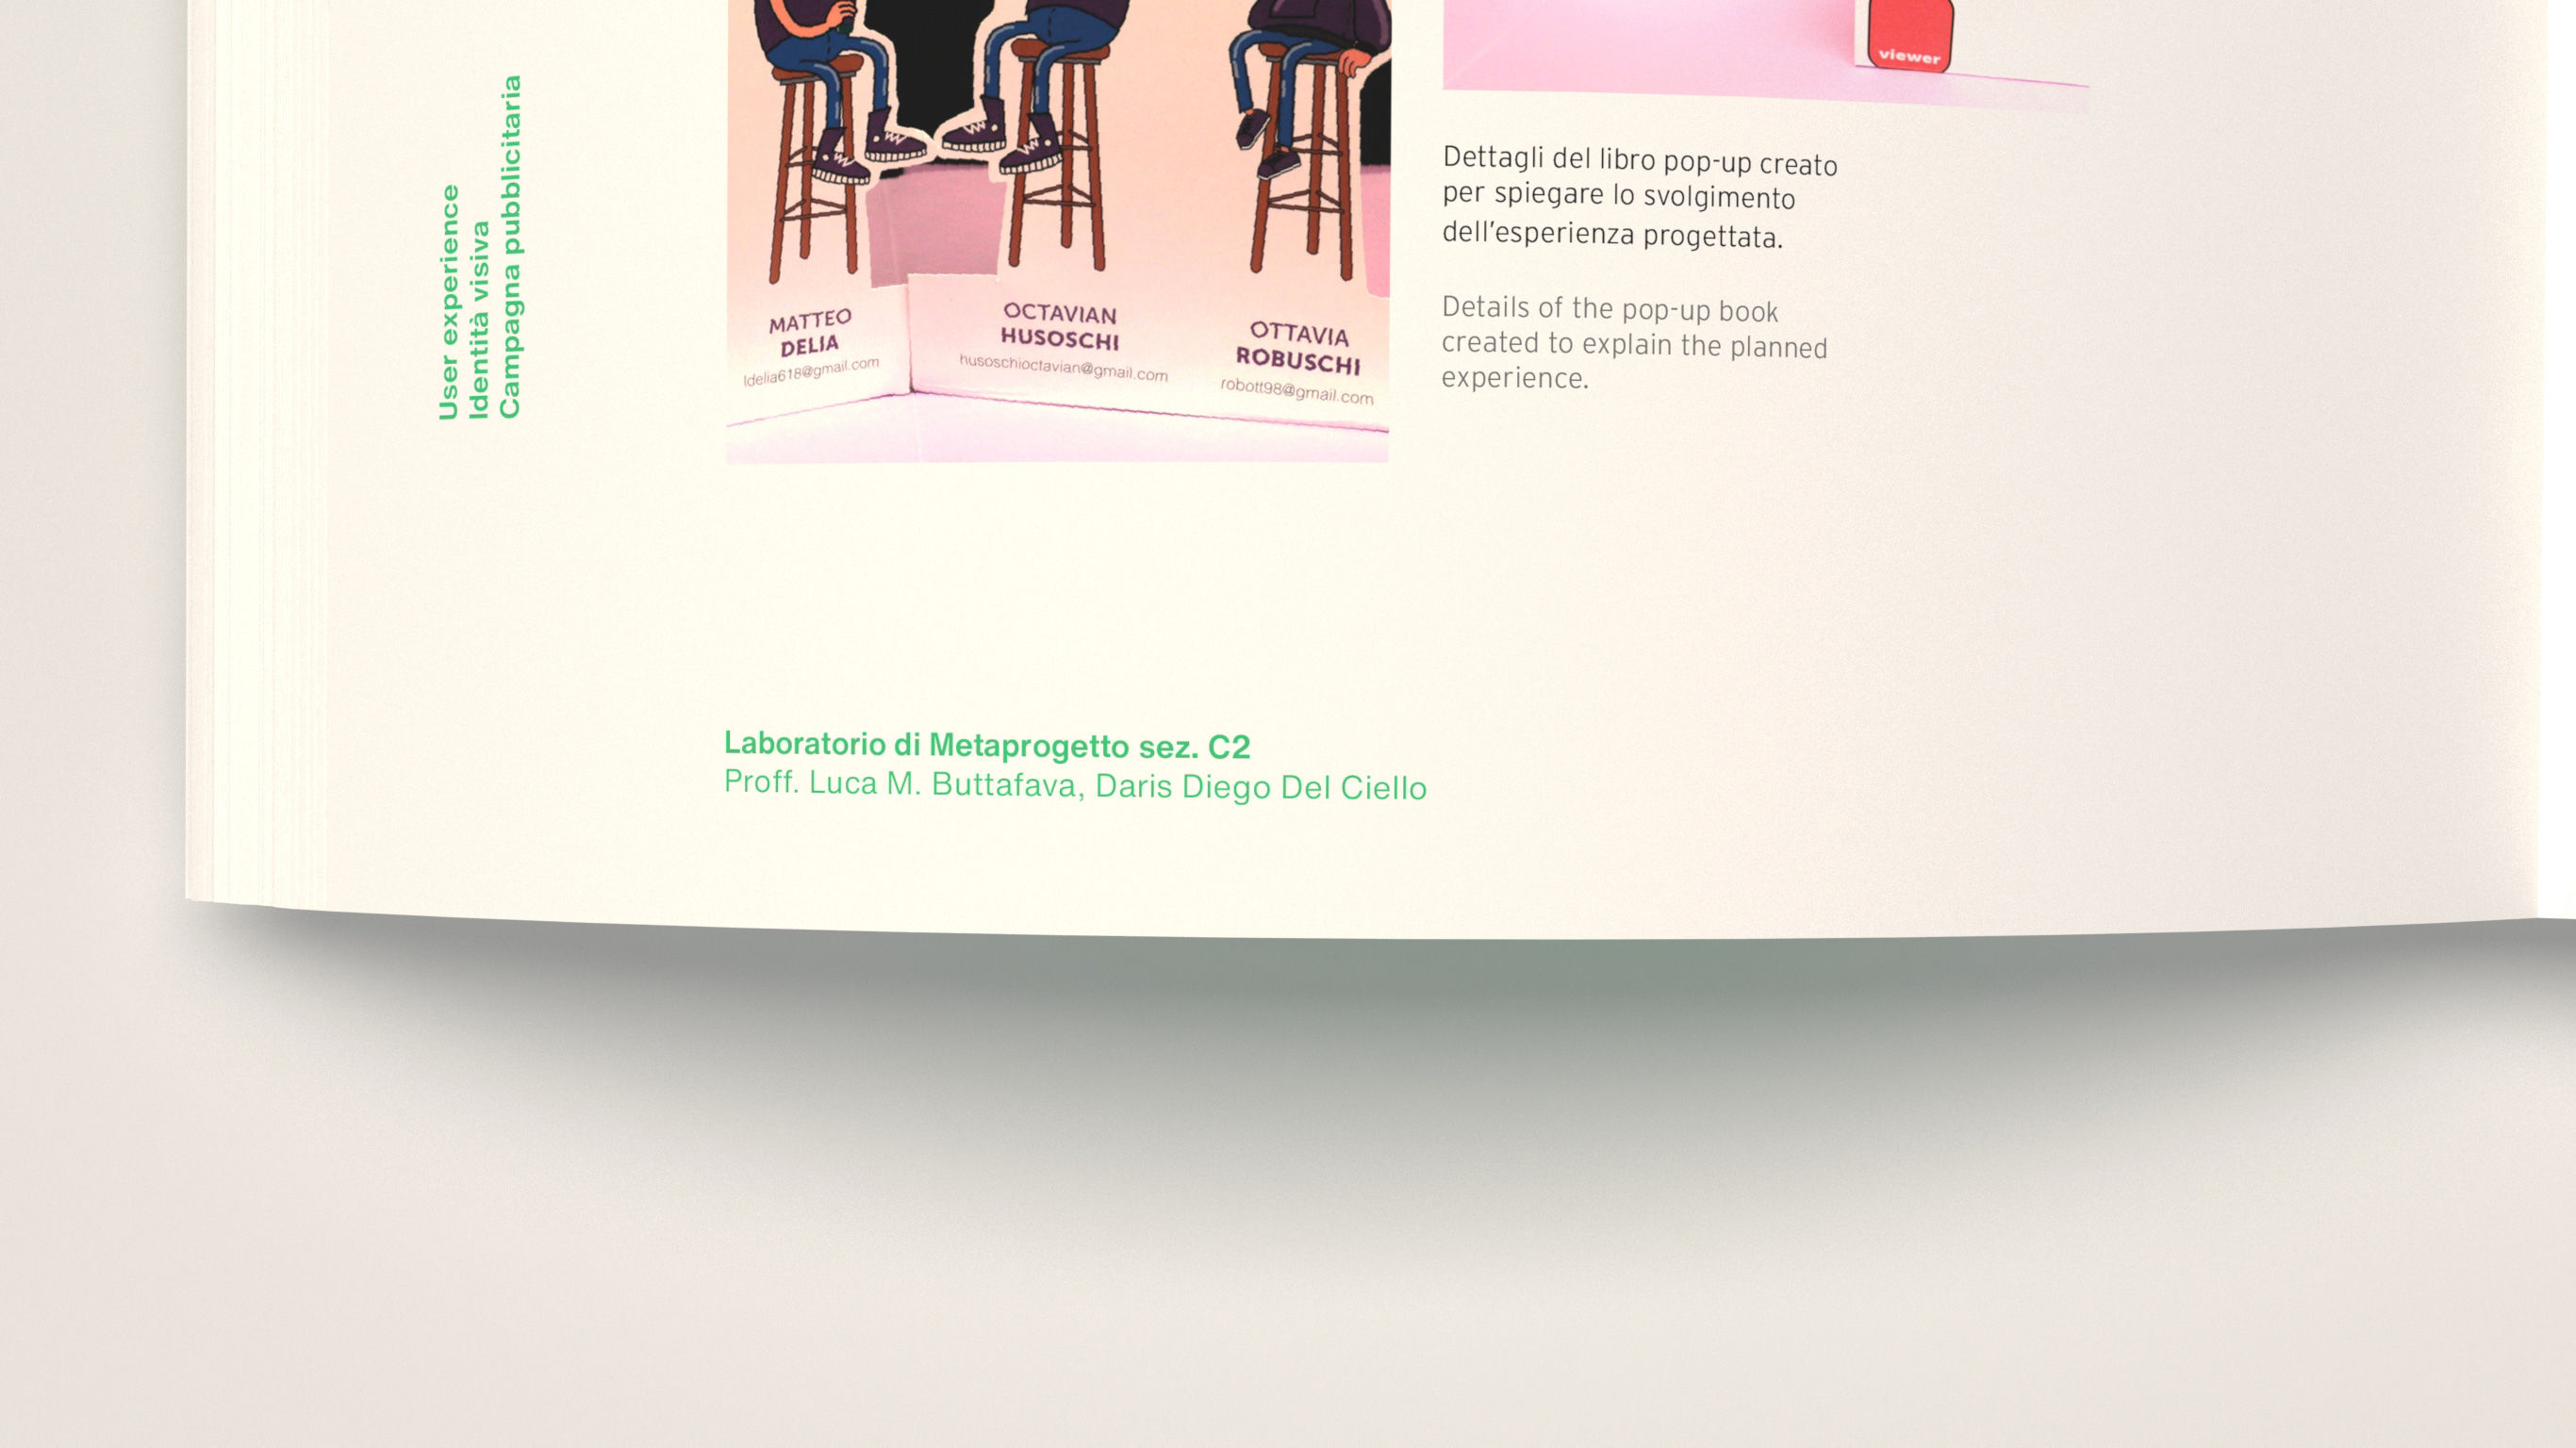 User experience
Identità visiva
Campagna pubblicitaria
MATTEO
DELIA
ldelia618@gmail.com
OCTAVIAN
HUSOSCHI
husoschioctavian@gmail.com
OTTAVIA
ROBUSCHI
robott98@gmail.com
viewer
Dettagli del libro pop-up creato
per spiegare lo svolgimento
dell'esperienza progettata.
Details of the pop-up book
created to explain the planned
experience.
Laboratorio di Metaprogetto sez. C2
Proff. Luca M. Buttafava, Daris Diego Del Ciello